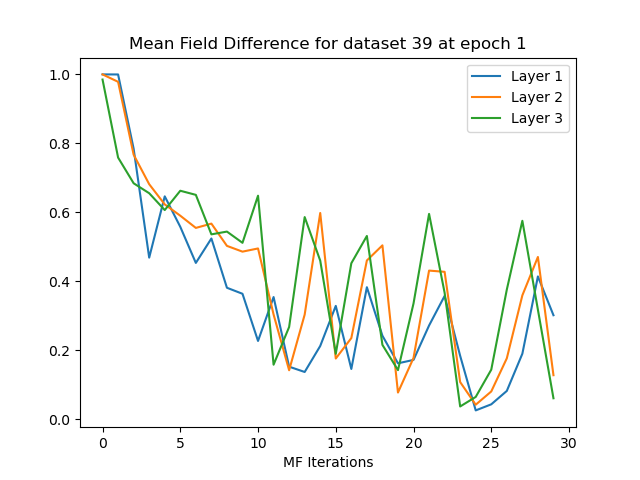 Mean Field Difference for dataset 39 at epoch 1
Layer 1
Layer 2
Layer 3
1.0
0.8
0.6
0.4
0.2
0.0
0 5 10 15 20 25 30
MF Iterations